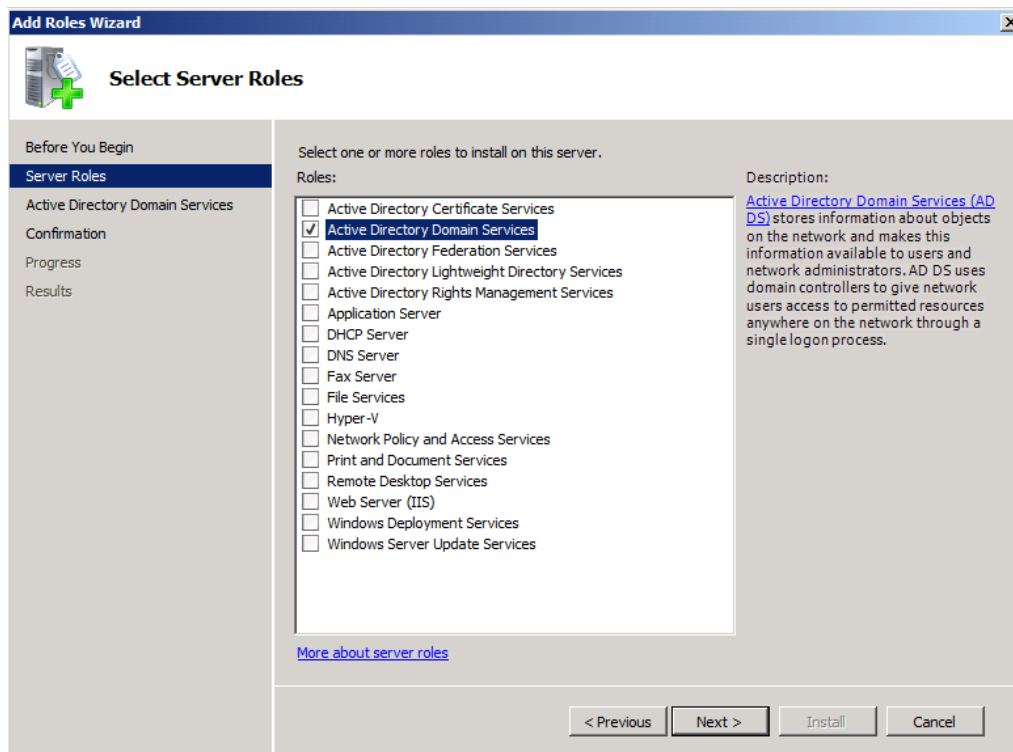 Add Roles Wizard
Select Server Roles
Before You Begin
Server Roles
Active Directory Domain Services
Confirmation
Progress
Results
Select one or more roles to install on this server.
Roles:
Active Directory Certificate Services
Active Directory Domain Services
Active Directory Federation Services
Active Directory Lightweight Directory Services
Active Directory Rights Management Services
Application Server
DHCP Server
DNS Server
Fax Server
File Services
Hyper-V
Network Policy and Access Services
Print and Document Services
Remote Desktop Services
Web Server (IIS)
Windows Deployment Services
Windows Server Update Services
More about server roles
Description:
Active Directory Domain Services (AD
DS) stores information about objects
on the network and makes this
information available to users and
network administrators. AD DS uses
domain controllers to give network
users access to permitted resources
anywhere on the network through a
single logon process.
< Previous
Next >
Install
Cancel